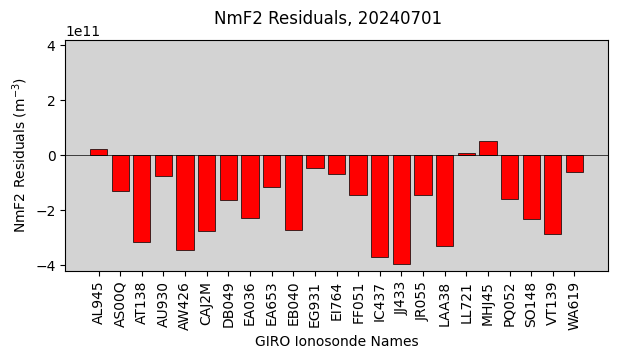 NmF2 Residuals, 20240701
1e11
4
2
0
−2
−4
NmF2 Residuals (m⁻³)
AL945
AS00Q
AT138
AU930
AW426
CAJ2M
DB049
EA036
EA653
EB040
EG931
EI764
FF051
IC437
JJ433
JR055
LAA38
LL721
MHJ45
PQ052
SO148
VT139
WA619
GIRO Ionosonde Names